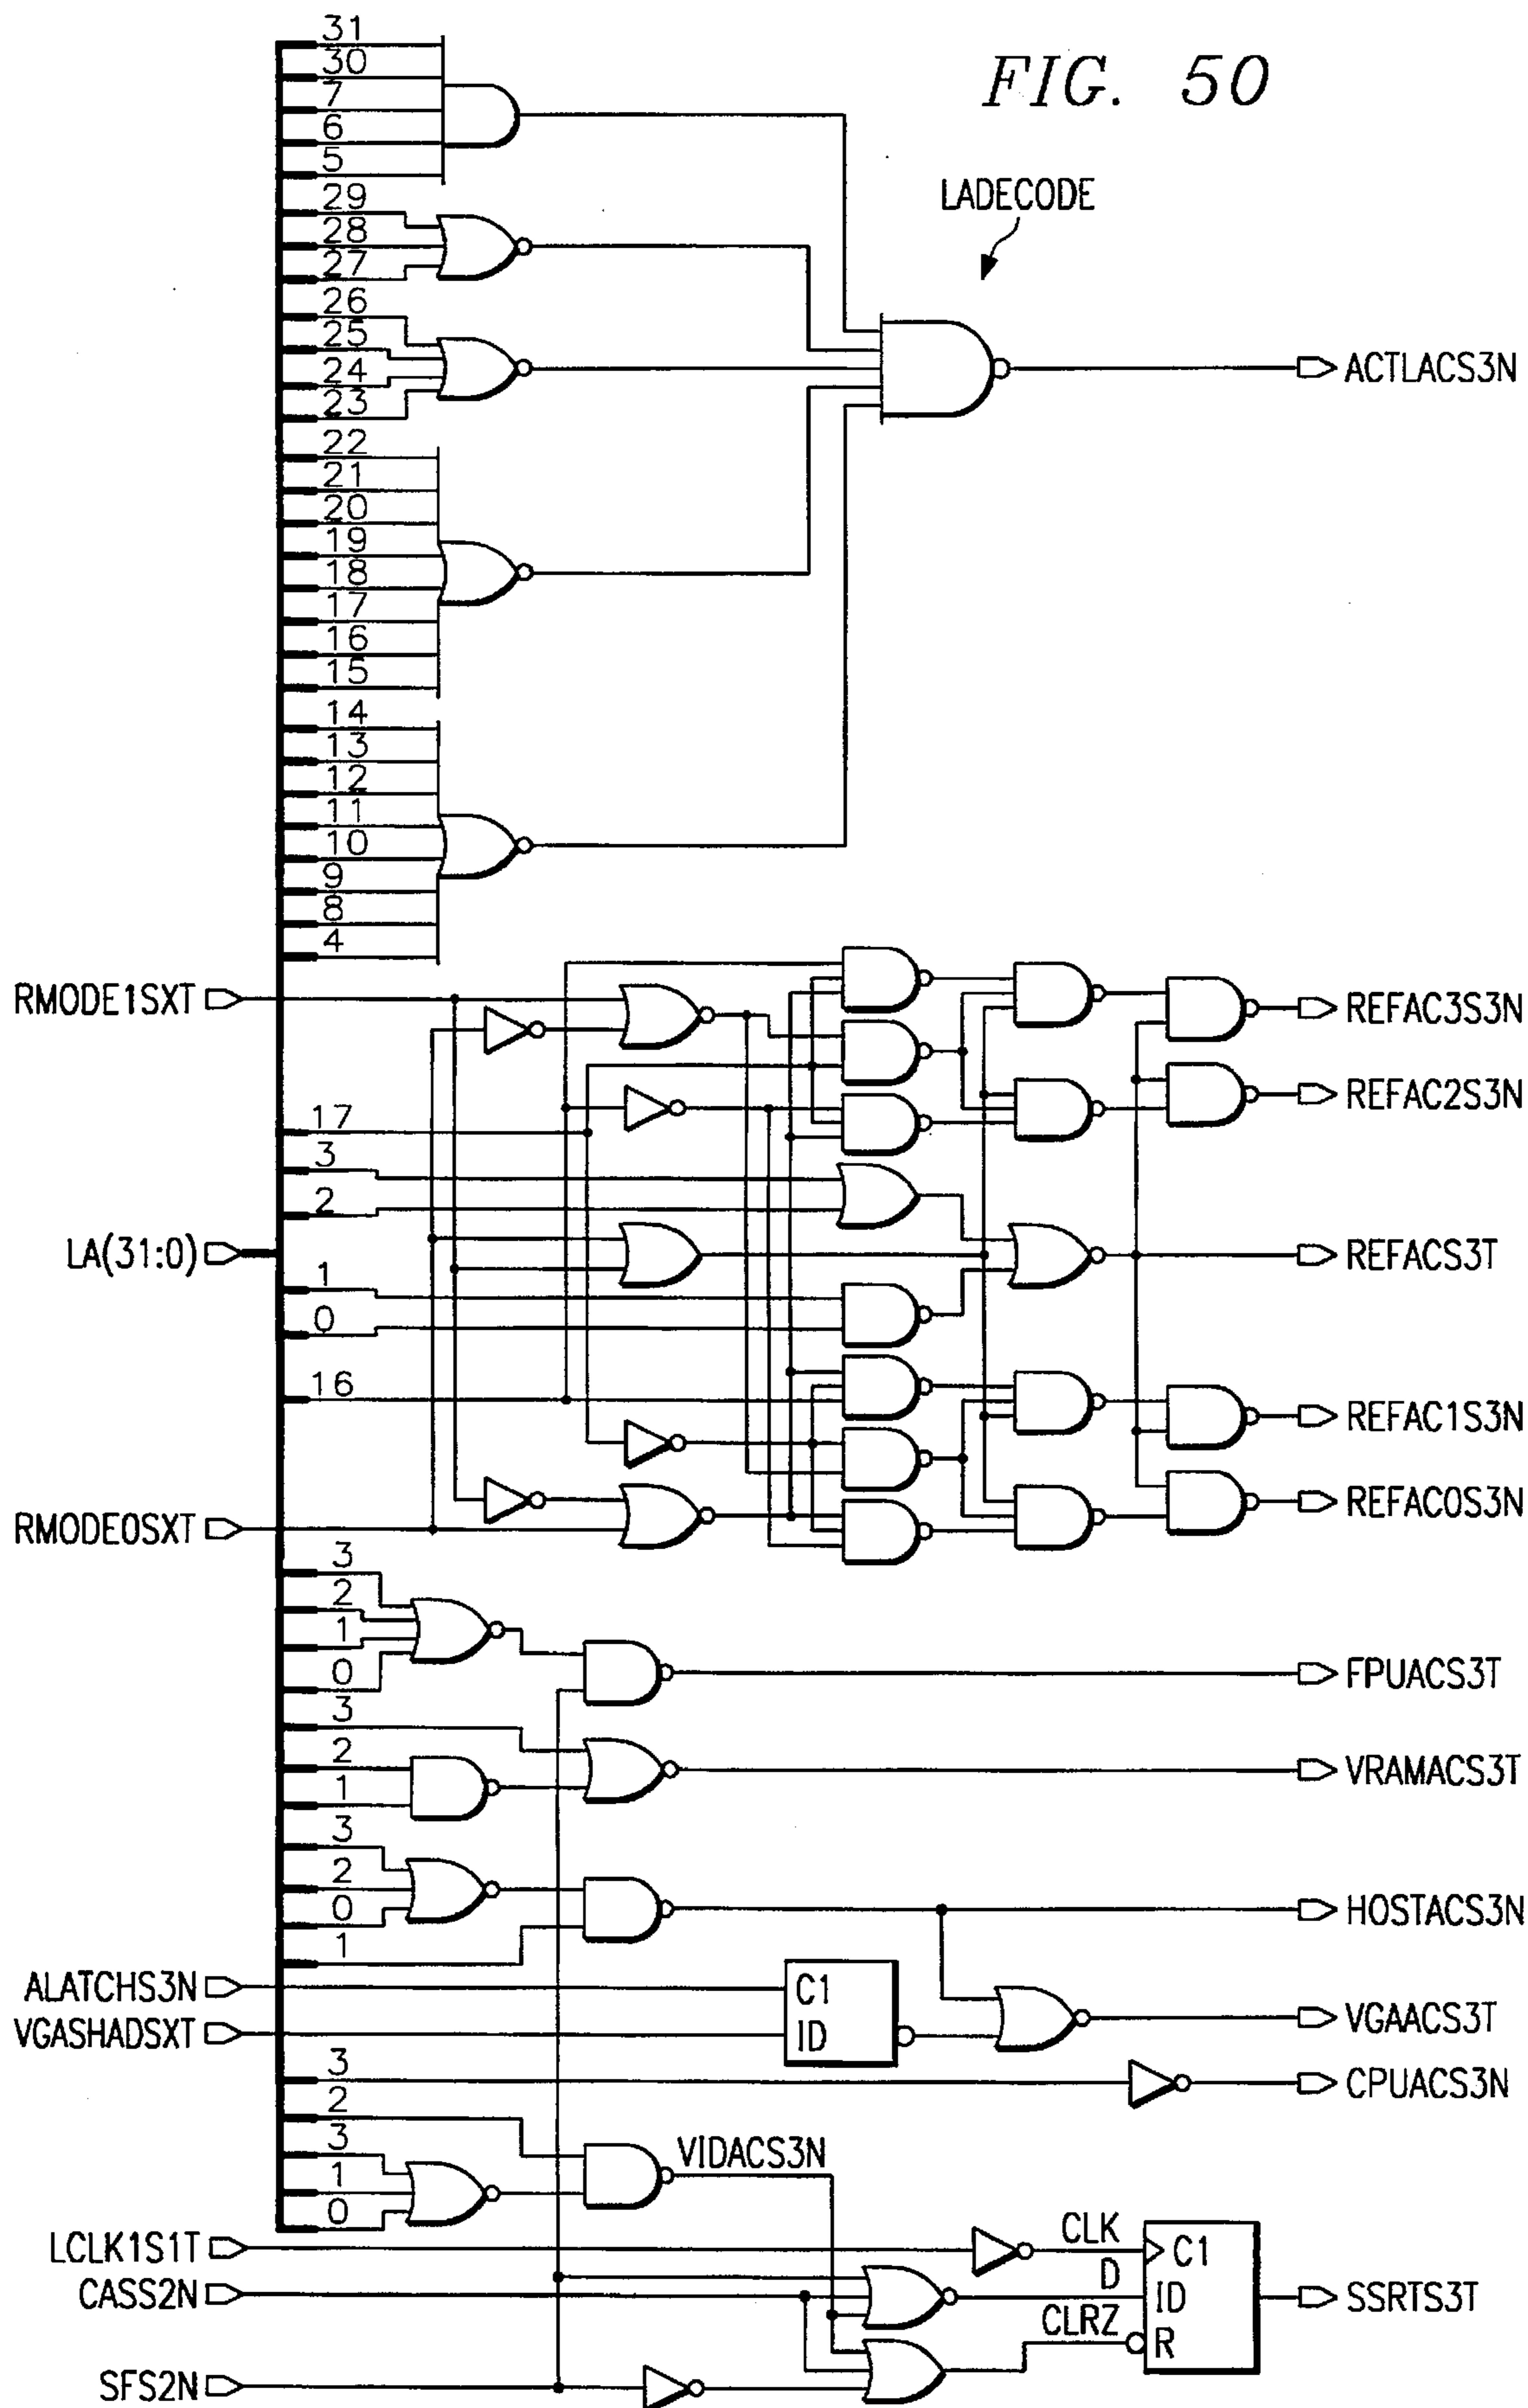 FIG. 50
LADECODE
31
30
7
6
5
29
28
27
26
25
24
23
22
21
20
19
18
17
16
15
14
13
12
11
10
9
8
4
ACTLACS3N
RMODE1SXT
REFAC3S3N
REFAC2S3N
17
3
2
LA(31:0)
REFACS3T
1
0
16
REFAC1S3N
REFAC0S3N
RMODE0SXT
3
2
1
0
FPUACS3T
3
2
1
VRAMACS3T
3
2
0
1
HOSTACS3N
ALATCHS3N
C1
VGASHADSXT
ID
VGAACS3T
3
CPUACS3N
2
3
1
0
VIDACS3N
LCLK1S1T
CLK
C1
CASS2N
D
ID
SSRTS3T
CLRZ
R
SFS2N